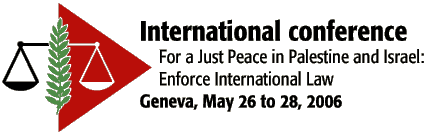 International conference
For a Just Peace in Palestine and Israel:
Enforce International Law
Geneva, May 26 to 28, 2006